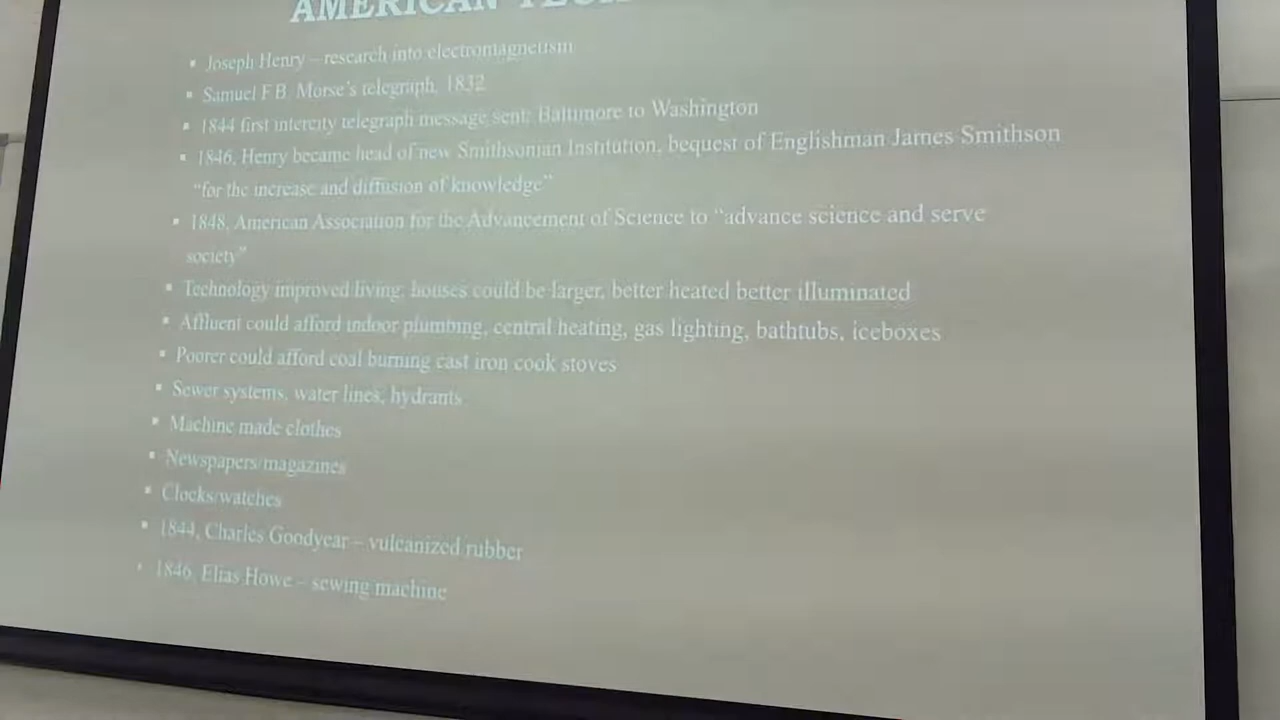 AMERICAN
▪ Joseph Henry – research into electromagnetism
▪ Samuel F.B. Morse's telegraph, 1832
▪ 1844 first intercity telegraph message sent: Baltimore to Washington
▪ 1846, Henry became head of new Smithsonian Institution, bequest of Englishman James Smithson
"for the increase and diffusion of knowledge"
▪ 1848, American Association for the Advancement of Science to "advance science and serve
society"
▪ Technology improved living; houses could be larger, better heated better illuminated
▪ Affluent could afford indoor plumbing, central heating, gas lighting, bathtubs, iceboxes
▪ Poorer could afford coal burning cast iron cook stoves
▪ Sewer systems, water lines, hydrants
▪ Machine made clothes
▪ Newspapers/magazines
▪ Clocks/watches
▪ 1844, Charles Goodyear – vulcanized rubber
▪ 1846, Elias Howe – sewing machine